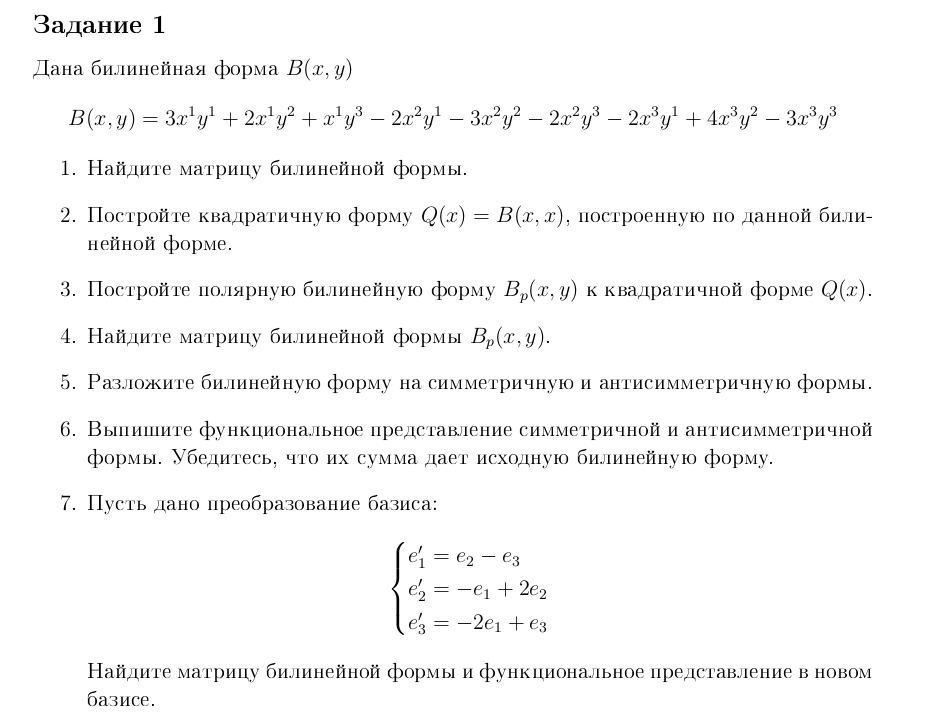 Задание 1
Дана билинейная форма B(x, y)
B(x, y) = 3x¹y¹ + 2x¹y² + x¹y³ − 2x²y¹ − 3x²y² − 2x²y³ − 2x³y¹ + 4x³y² − 3x³y³
1. Найдите матрицу билинейной формы.
2. Постройте квадратичную форму Q(x) = B(x, x), построенную по данной били-
нейной форме.
3. Постройте полярную билинейную форму Bₚ(x, y) к квадратичной форме Q(x).
4. Найдите матрицу билинейной формы Bₚ(x, y).
5. Разложите билинейную форму на симметричную и антисимметричную формы.
6. Выпишите функциональное представление симметричной и антисимметричной
формы. Убедитесь, что их сумма дает исходную билинейную форму.
7. Пусть дано преобразование базиса:
e′₁ = e₂ − e₃
e′₂ = −e₁ + 2e₂
e′₃ = −2e₁ + e₃
Найдите матрицу билинейной формы и функциональное представление в новом
базисе.